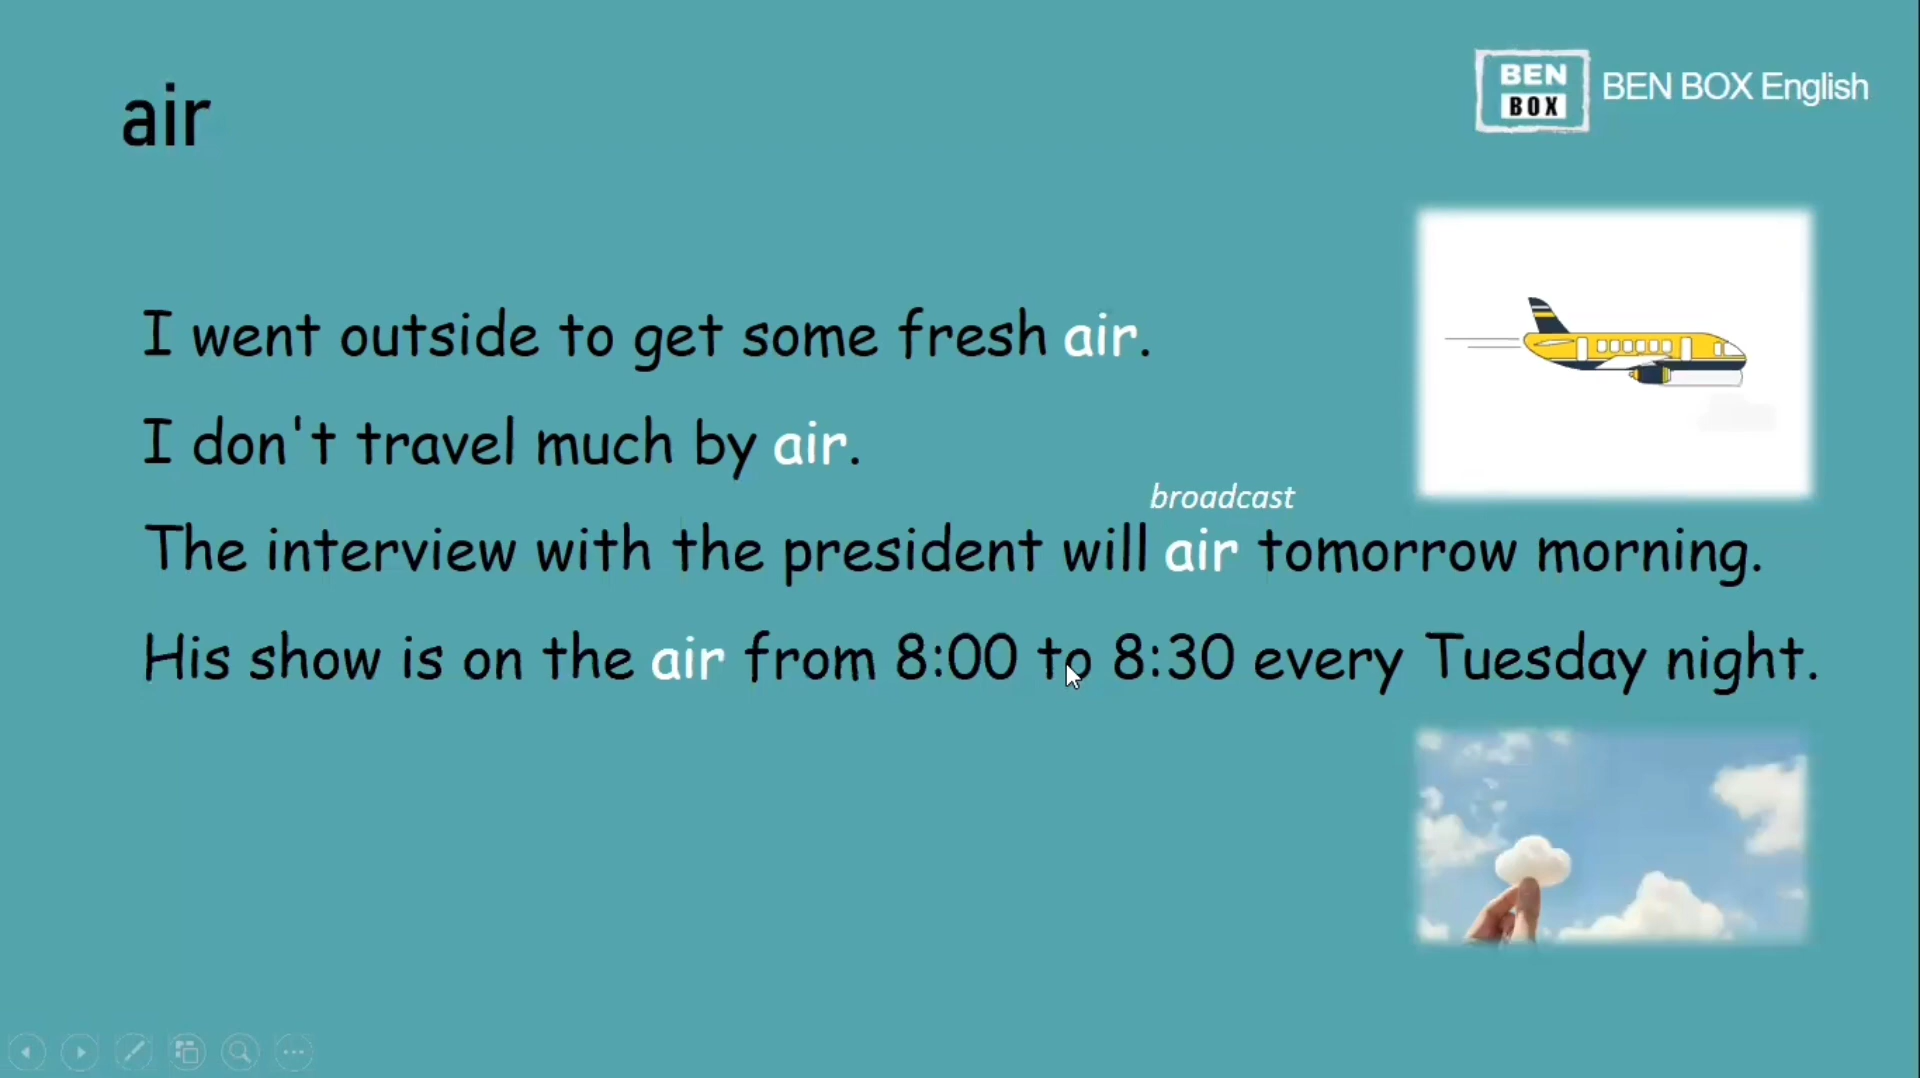 air
BEN
BOX
BEN BOX English
I went outside to get some fresh air.
I don't travel much by air.
broadcast
The interview with the president will air tomorrow morning.
His show is on the air from 8:00 to 8:30 every Tuesday night.